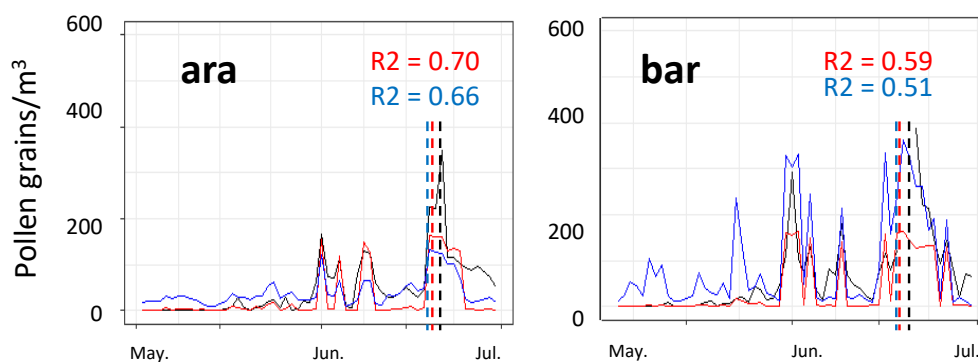 Pollen grains/m³
600
400
200
0
ara
R2 = 0.70
R2 = 0.66
May.
Jun.
Jul.
600
400
200
0
bar
R2 = 0.59
R2 = 0.51
May.
Jun.
Jul.